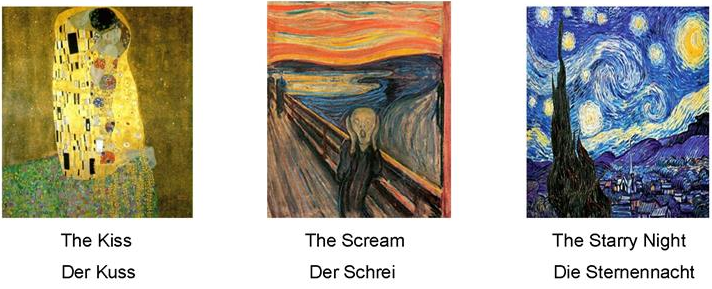 The Kiss
Der Kuss
The Scream
Der Schrei
The Starry Night
Die Sternennacht